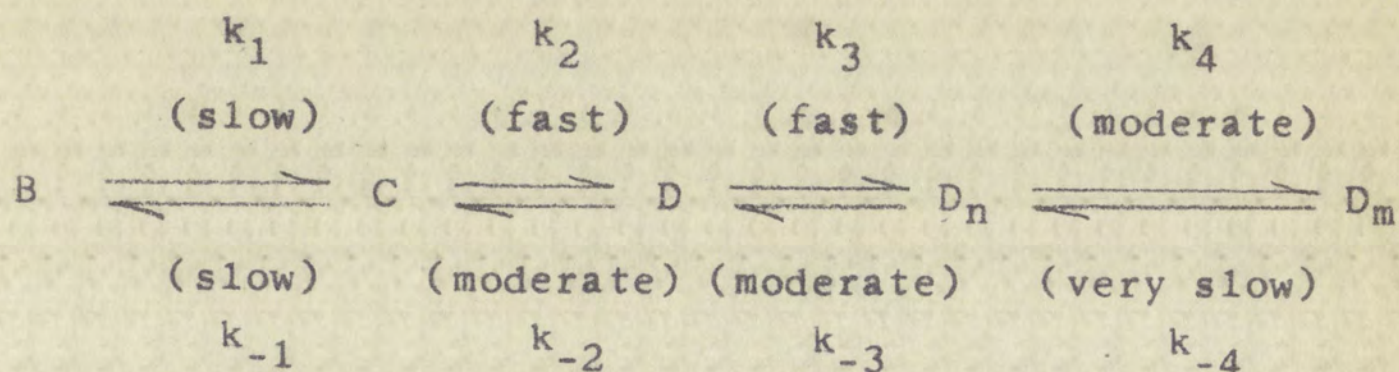 k1 k2 k3 k4
(slow) (fast) (fast) (moderate)
B ⇌ C ⇌ D ⇌ Dn ⇌ Dm
(slow) (moderate) (moderate) (very slow)
k-1 k-2 k-3 k-4